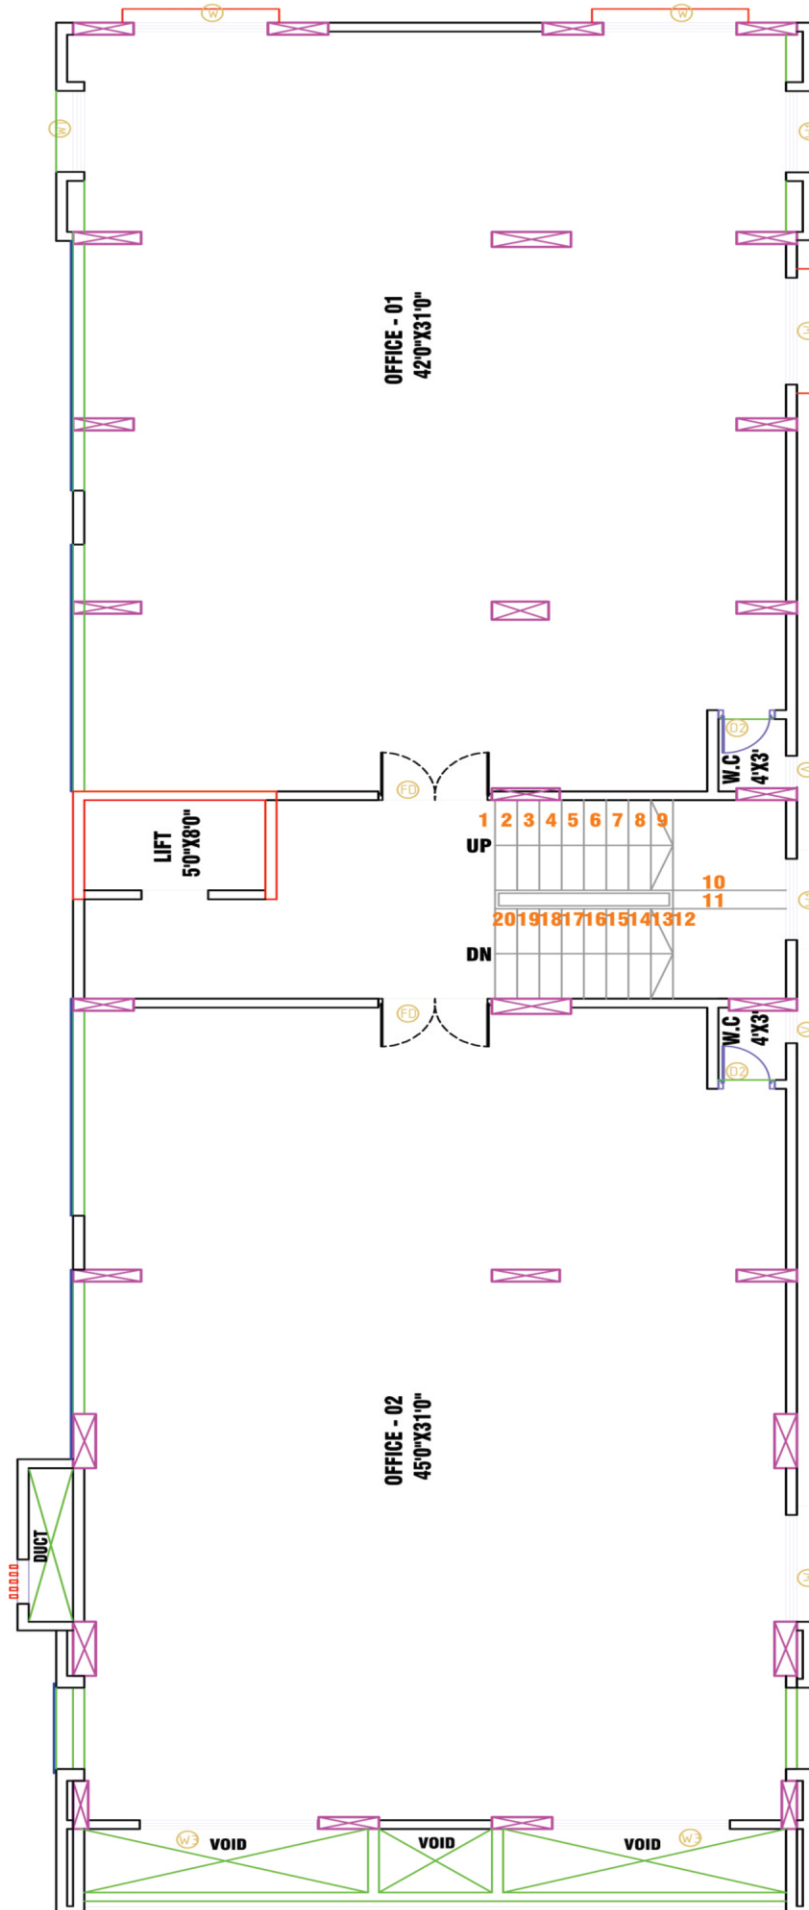 W
W
W
OFFICE - 01
42'0"X31'0"
D2
W.C
4'X3'
FD
LIFT
5'0"X8'0"
1 2 3 4 5 6 7 8 9
UP
10
11
20 19 18 17 16 15 14 13 12
DN
FD
W.C
4'X3'
D2
OFFICE - 02
45'0"X31'0"
DUCT
W3
VOID
VOID
VOID
W3